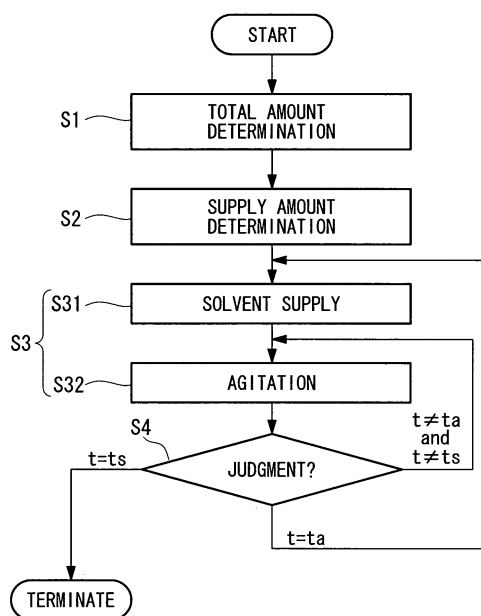 START
S1
TOTAL AMOUNT
DETERMINATION
S2
SUPPLY AMOUNT
DETERMINATION
S3
S31
SOLVENT SUPPLY
S32
AGITATION
S4
t=ts
JUDGMENT?
t≠ta
and
t≠ts
t=ta
TERMINATE